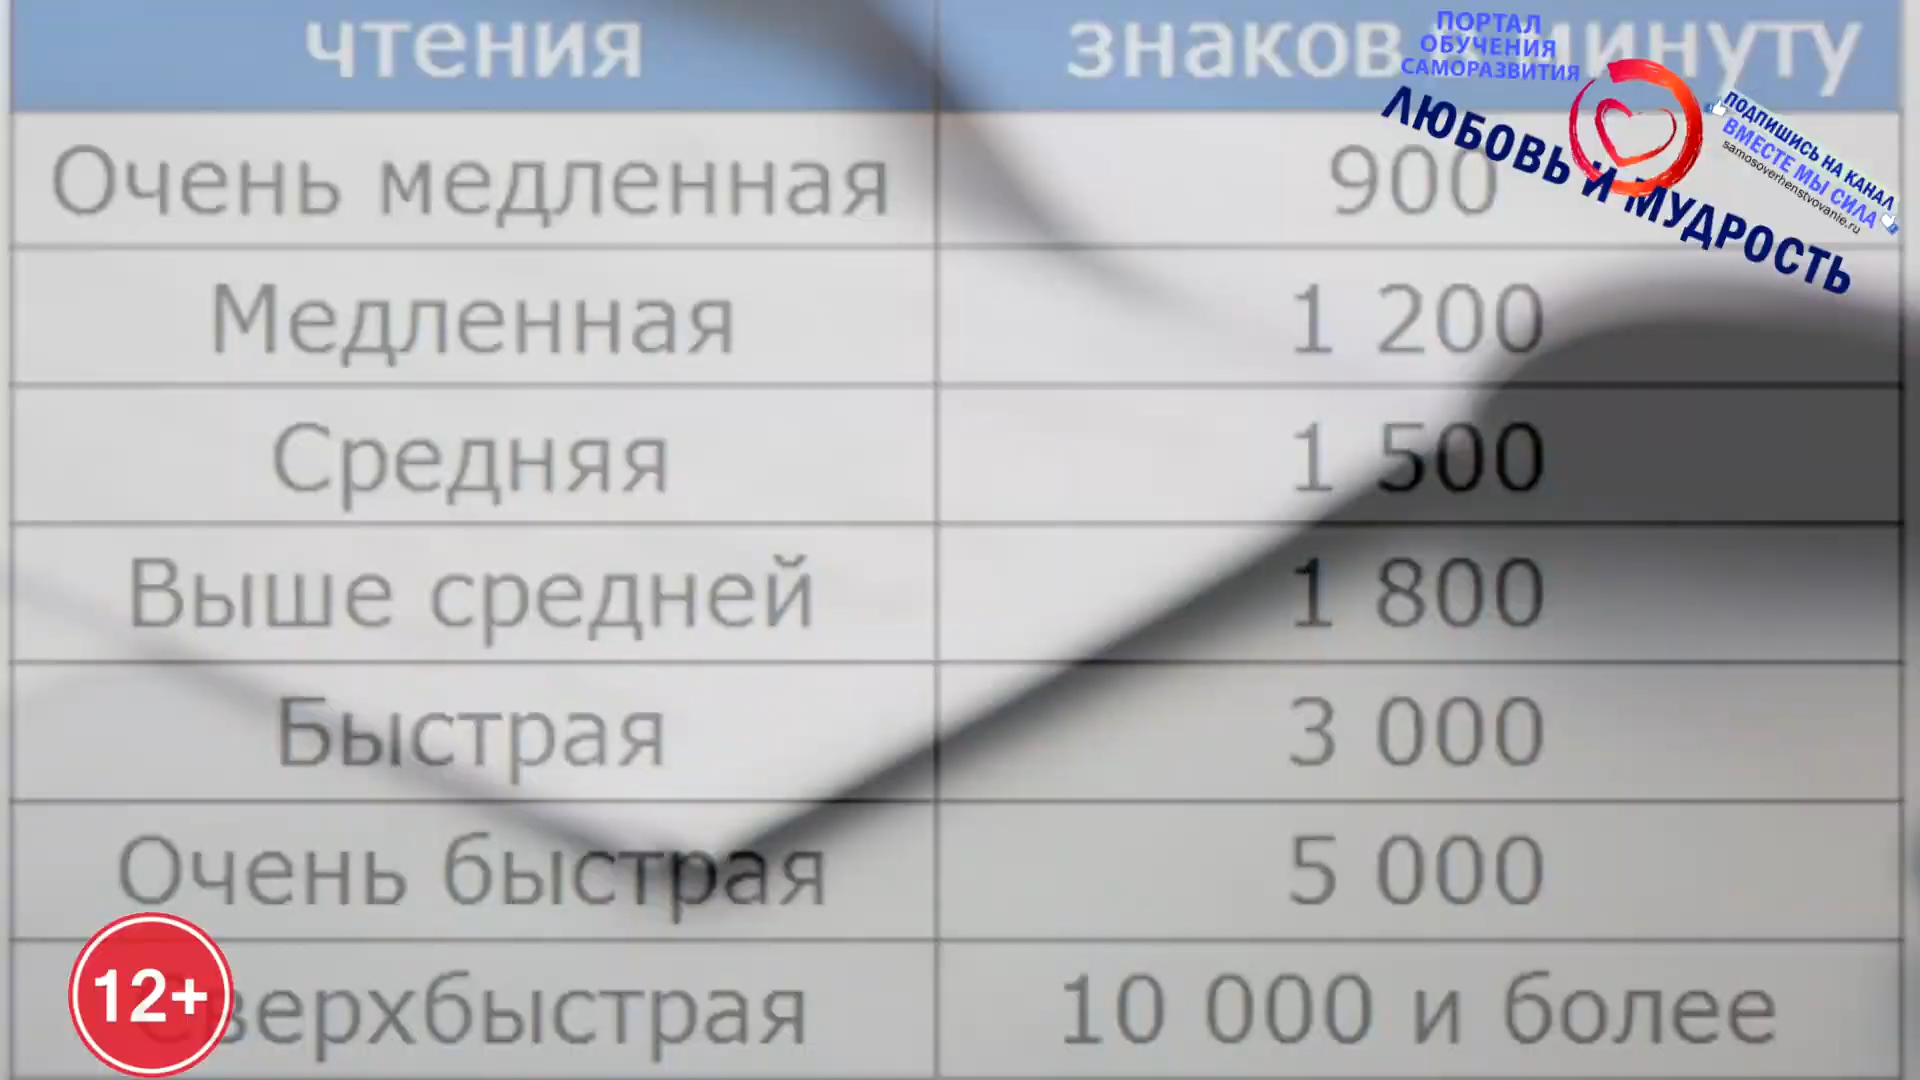 чтения знаков в минуту
Очень медленная 900
Медленная 1 200
Средняя 1 500
Выше средней 1 800
Быстрая 3 000
Очень быстрая 5 000
Сверхбыстрая 10 000 и более
ПОРТАЛ
ОБУЧЕНИЯ
САМОРАЗВИТИЯ
ЛЮБОВЬ И МУДРОСТЬ
ПОДПИШИСЬ НА КАНАЛ
ВМЕСТЕ МЫ СИЛА
samosoverhenstvovanie.ru
12+